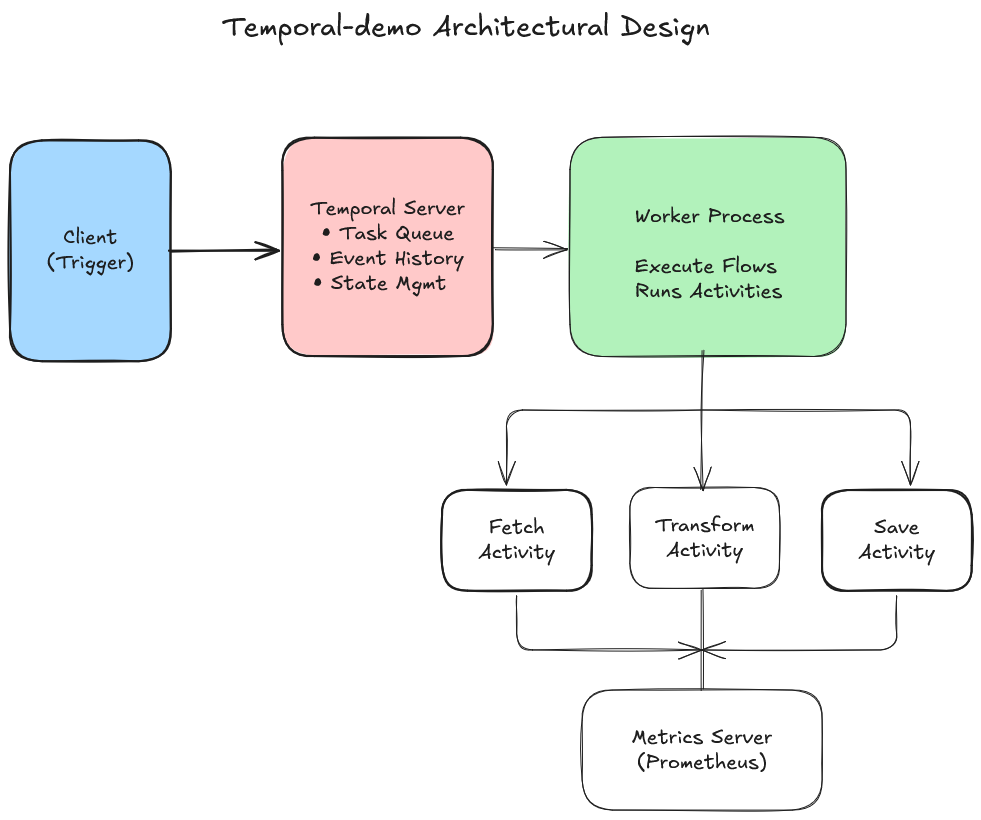 Temporal-demo Architectural Design
Client
(Trigger)
Temporal Server
• Task Queue
• Event History
• State Mgmt
Worker Process
Execute Flows
Runs Activities
Fetch
Activity
Transform
Activity
Save
Activity
Metrics Server
(Prometheus)